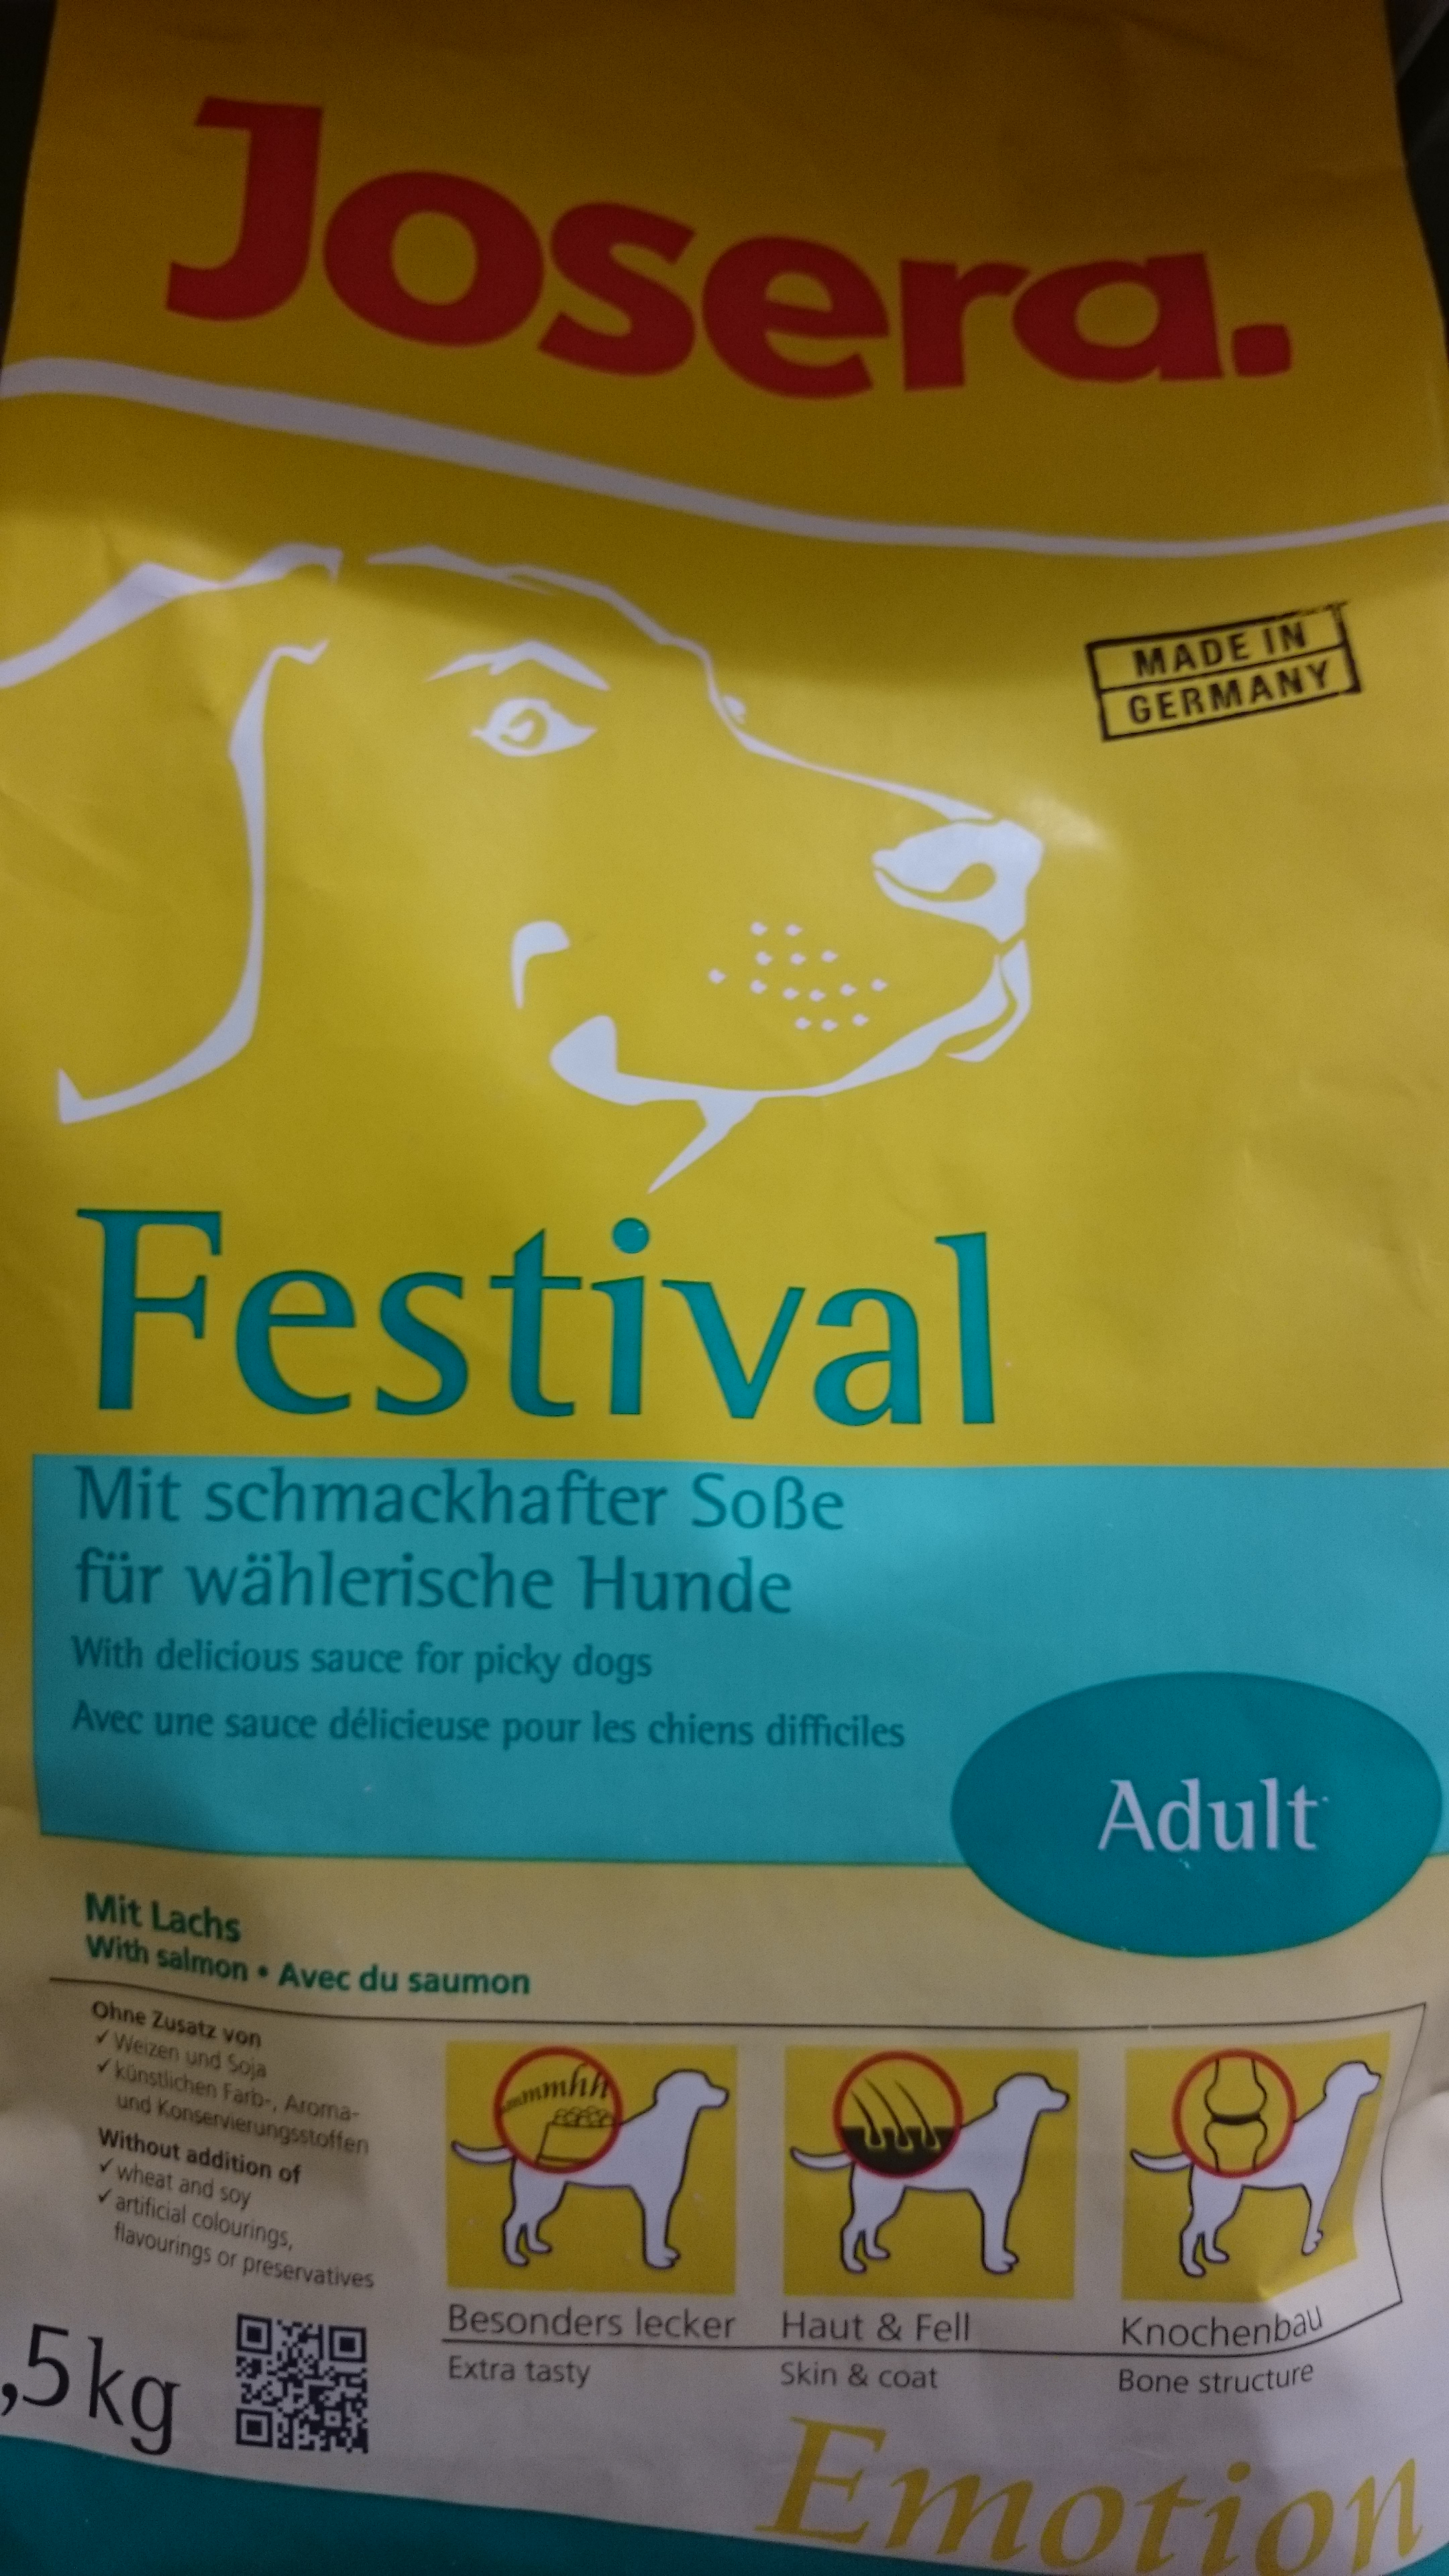 Josera.
MADE IN
GERMANY
Festival
Mit schmackhafter Soße
für wählerische Hunde
With delicious sauce for picky dogs
Avec une sauce délicieuse pour les chiens difficiles
Adult
Mit Lachs
With salmon • Avec du saumon
Ohne Zusatz von
✓ Weizen und Soja
✓ künstlichen Farb-, Aroma-
und Konservierungsstoffen
Without addition of
✓ wheat and soy
✓ artificial colourings,
flavourings or preservatives
mmmhh
Besonders lecker
Extra tasty
Haut & Fell
Skin & coat
Knochenbau
Bone structure
,5kg
Emotion